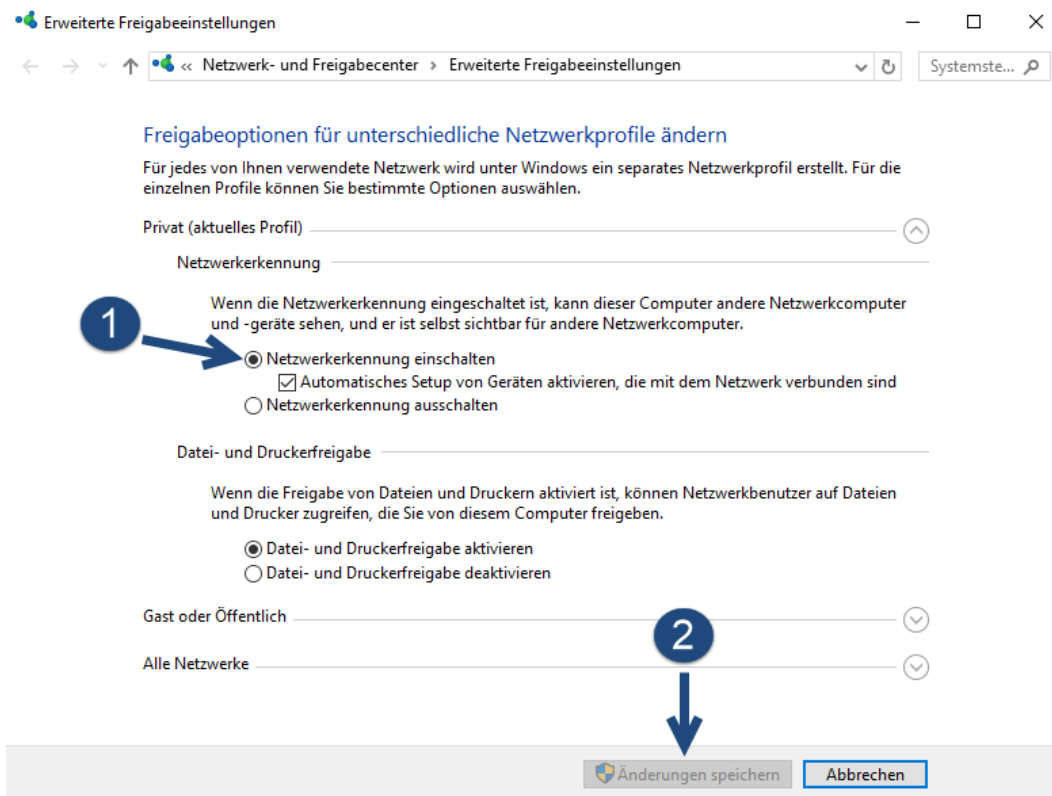 Erweiterte Freigabeeinstellungen
« Netzwerk- und Freigabecenter › Erweiterte Freigabeeinstellungen Systemste...
Freigabeoptionen für unterschiedliche Netzwerkprofile ändern
Für jedes von Ihnen verwendete Netzwerk wird unter Windows ein separates Netzwerkprofil erstellt. Für die
einzelnen Profile können Sie bestimmte Optionen auswählen.
Privat (aktuelles Profil)
Netzwerkerkennung
Wenn die Netzwerkerkennung eingeschaltet ist, kann dieser Computer andere Netzwerkcomputer
und -geräte sehen, und er ist selbst sichtbar für andere Netzwerkcomputer.
1
Netzwerkerkennung einschalten
Automatisches Setup von Geräten aktivieren, die mit dem Netzwerk verbunden sind
Netzwerkerkennung ausschalten
Datei- und Druckerfreigabe
Wenn die Freigabe von Dateien und Druckern aktiviert ist, können Netzwerkbenutzer auf Dateien
und Drucker zugreifen, die Sie von diesem Computer freigeben.
Datei- und Druckerfreigabe aktivieren
Datei- und Druckerfreigabe deaktivieren
Gast oder Öffentlich
2
Alle Netzwerke
Änderungen speichern Abbrechen